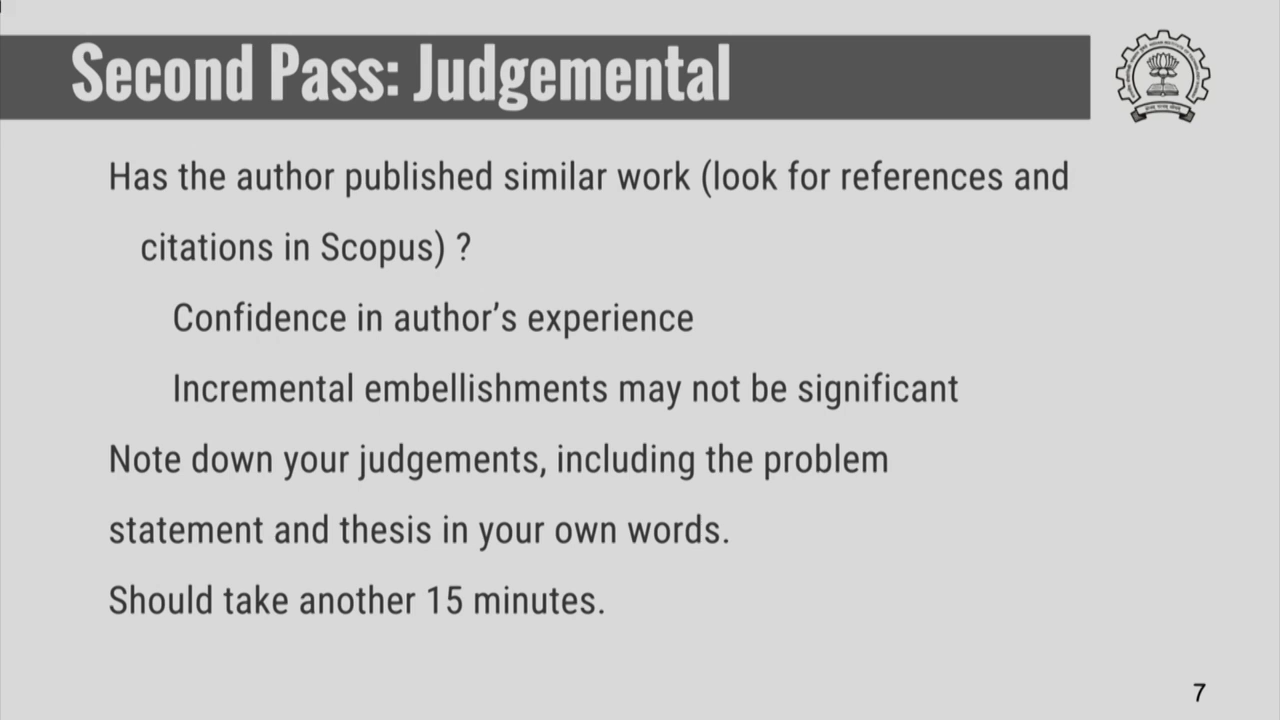 Second Pass: Judgemental
Has the author published similar work (look for references and
citations in Scopus) ?
Confidence in author’s experience
Incremental embellishments may not be significant
Note down your judgements, including the problem
statement and thesis in your own words.
Should take another 15 minutes.
7